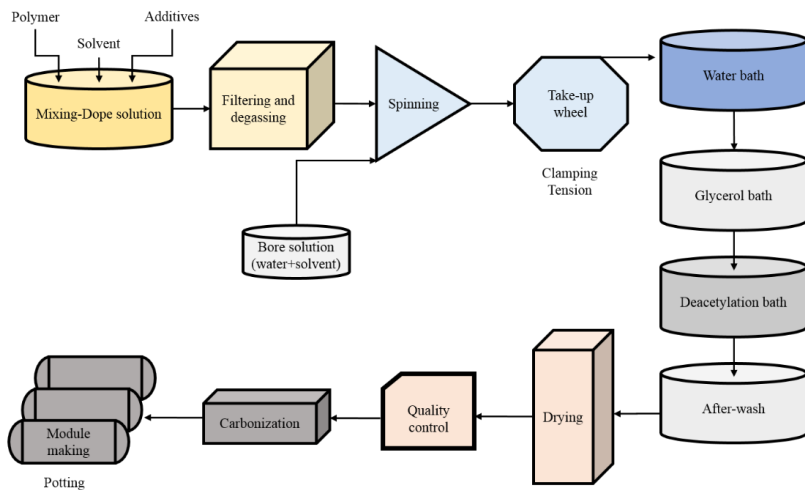 Polymer
Solvent
Additives
Mixing-Dope solution
Filtering and
degassing
Spinning
Take-up
wheel
Clamping
Tension
Water bath
Bore solution
(water+solvent)
Glycerol bath
Deacetylation bath
After-wash
Drying
Quality
control
Carbonization
Module
making
Potting